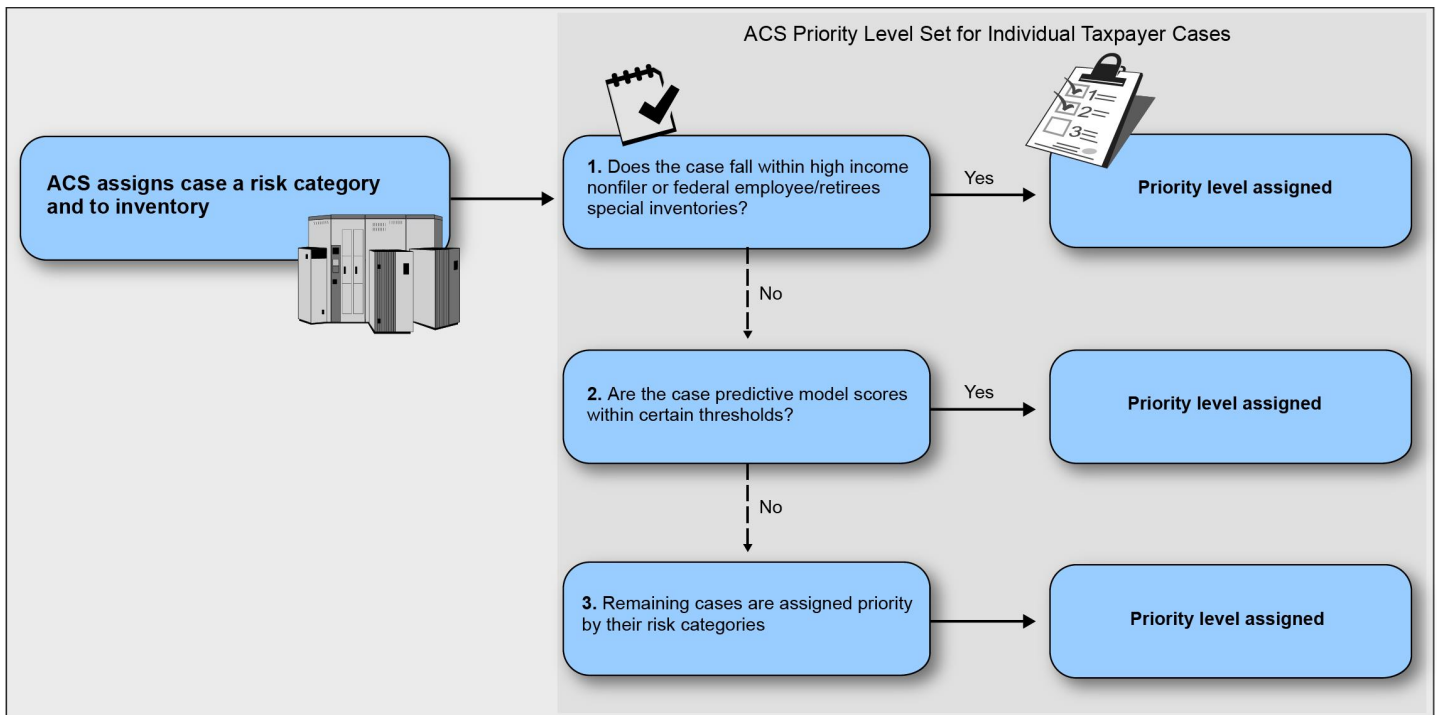 ACS Priority Level Set for Individual Taxpayer Cases
ACS assigns case a risk category
and to inventory
1. Does the case fall within high income
nonfiler or federal employee/retirees
special inventories?
Yes
1
2
3
Priority level assigned
No
2. Are the case predictive model scores
within certain thresholds?
Yes
Priority level assigned
No
3. Remaining cases are assigned priority
by their risk categories
Priority level assigned